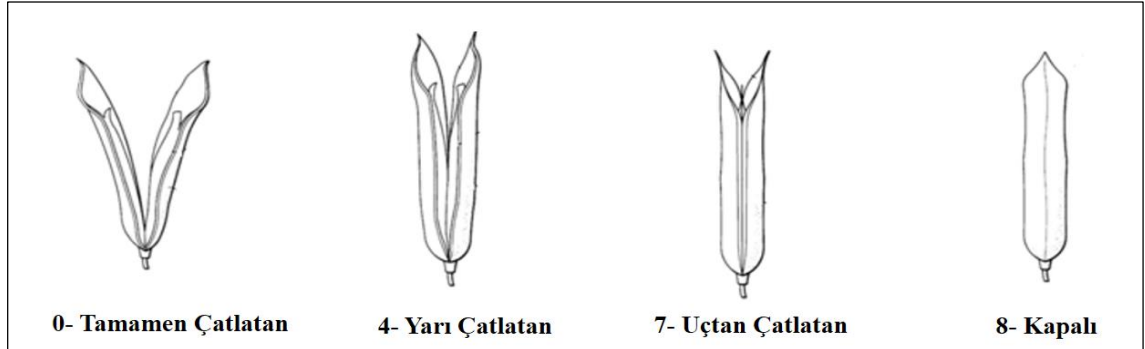 0- Tamamen Çatlatan 4- Yarı Çatlatan 7- Uçtan Çatlatan 8- Kapalı